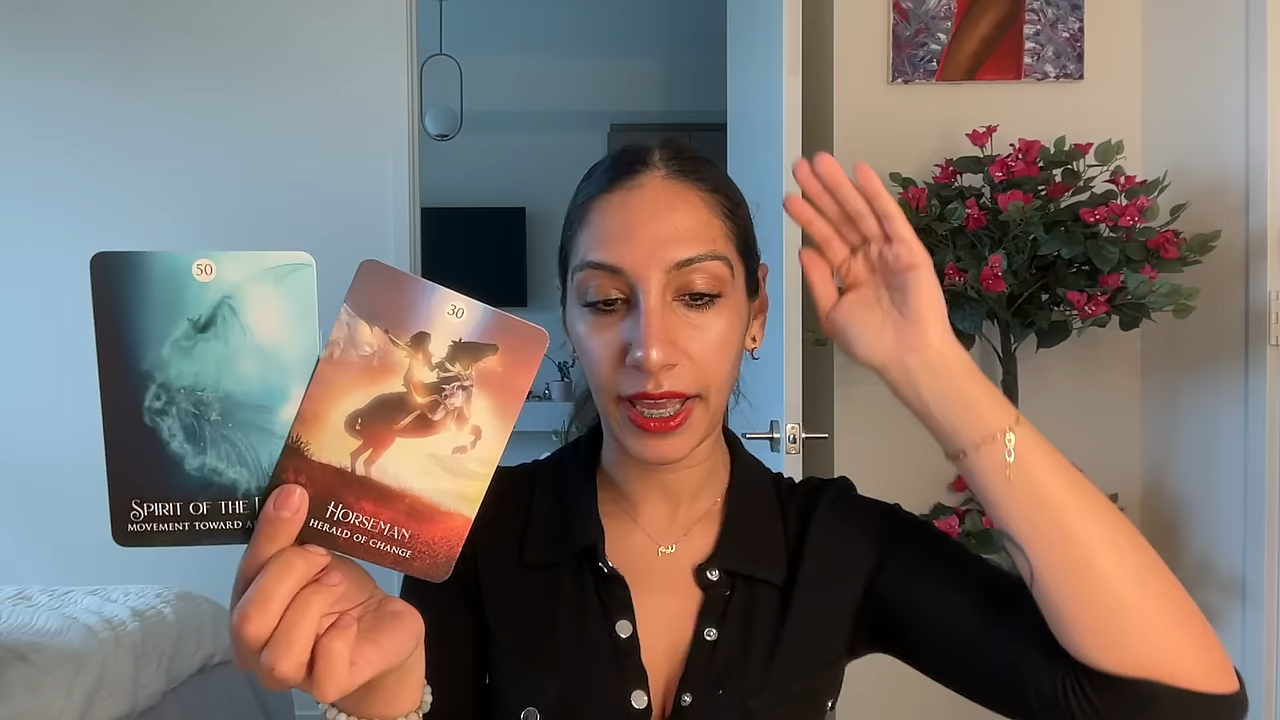 50
SPIRIT OF THE
MOVEMENT TOWARD
30
HORSEMAN
HERALD OF CHANGE